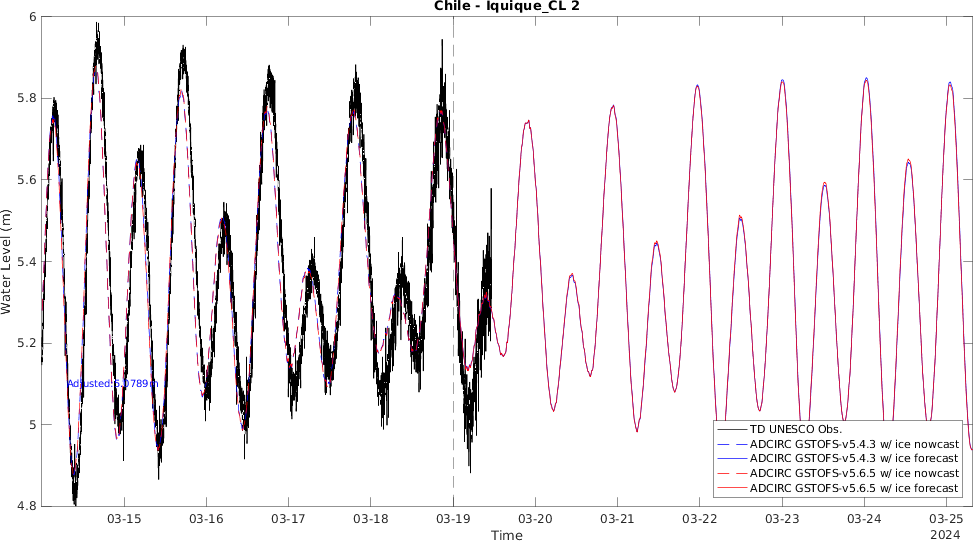 Chile - Iquique_CL 2
6
5.8
5.6
5.4
5.2
5
4.8
Water Level (m)
TD UNESCO Obs.
ADCIRC GSTOFS-v5.4.3 w/ ice nowcast
ADCIRC GSTOFS-v5.4.3 w/ ice forecast
ADCIRC GSTOFS-v5.6.5 w/ ice nowcast
ADCIRC GSTOFS-v5.6.5 w/ ice forecast
03-15
03-16
03-17
03-18
03-19
03-20
03-21
03-22
03-23
03-24
03-25
Time
2024